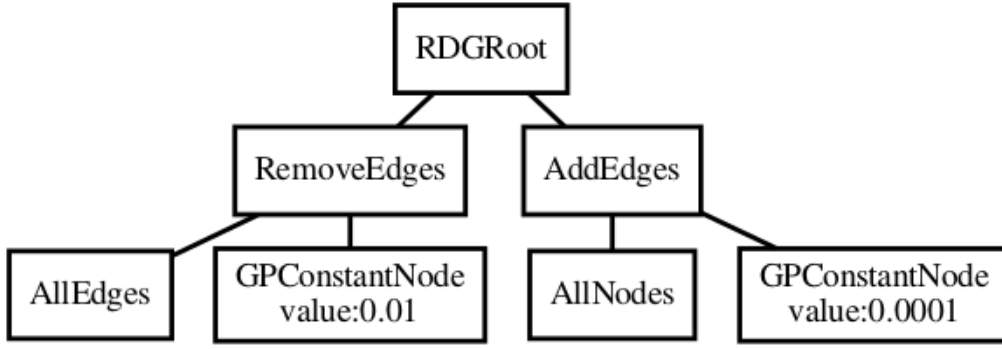 RDGRoot
RemoveEdges
AddEdges
AllEdges
GPConstantNode
value:0.01
AllNodes
GPConstantNode
value:0.0001